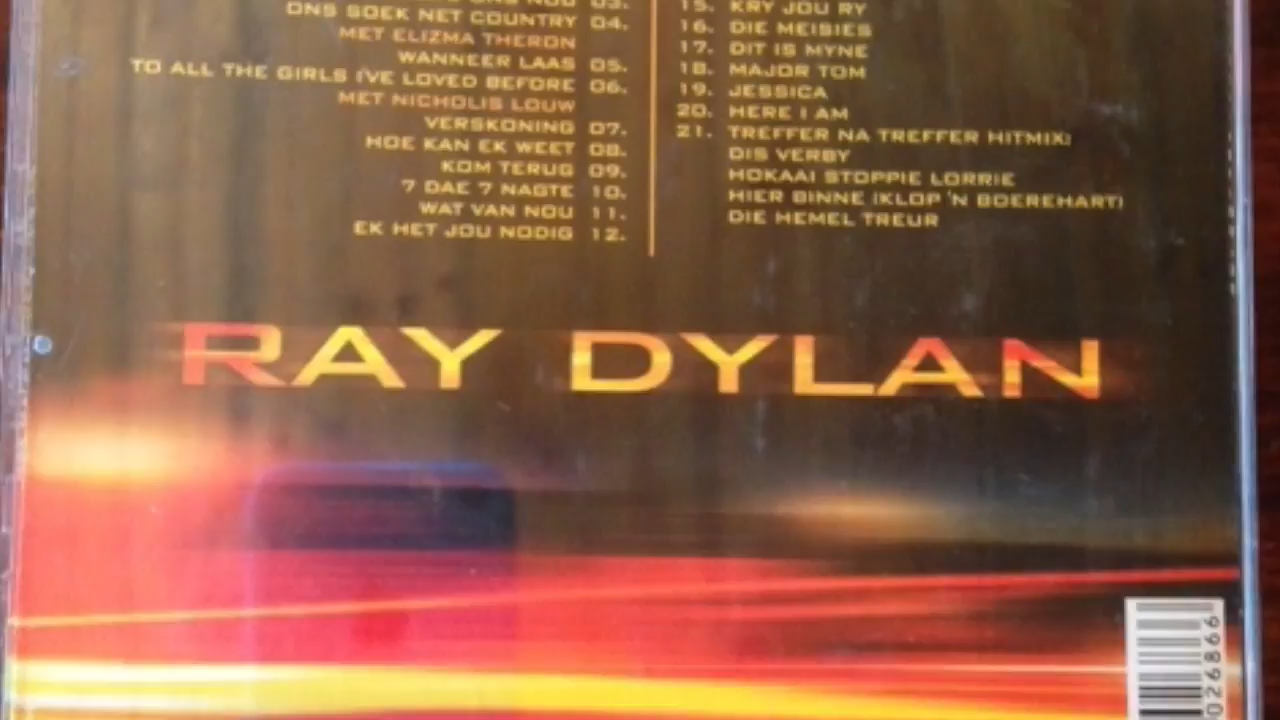 ONS SOEK NET COUNTRY 04.
MET ELIZMA THERON
WANNEER LAAS 05.
TO ALL THE GIRLS I'VE LOVED BEFORE 06.
MET NICHOLIS LOUW
VERSKONING 07.
HOE KAN EK WEET 08.
KOM TERUG 09.
7 DAE 7 NAGTE 10.
WAT VAN NOU 11.
EK HET JOU NODIG 12.
15. KRY JOU RY
16. DIE MEISIES
17. DIT IS MYNE
18. MAJOR TOM
19. JESSICA
20. HERE I AM
21. TREFFER NA TREFFER HITMIX:
DIS VERBY
HOKAAI STOPPIE LORRIE
HIER BINNE (KLOP 'N BOEREHART)
DIE HEMEL TREUR
RAY DYLAN
026866